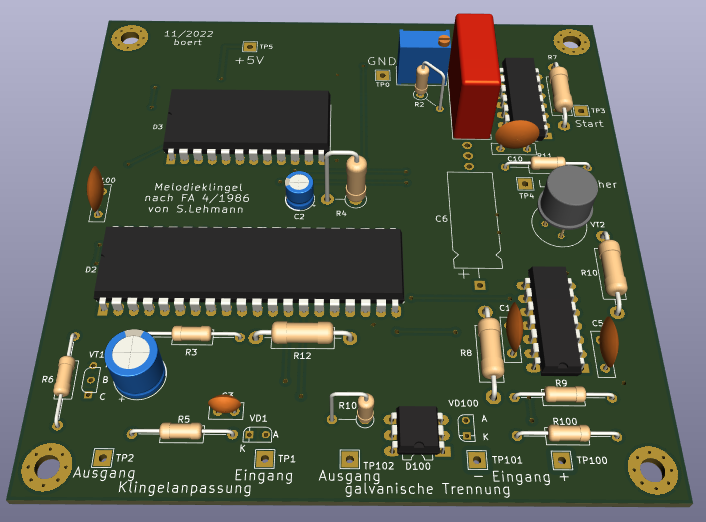 11/2022
boert
TP5
+5V
GND
TP0
R2
R7
TP3
Start
D3
C10
R11
TP4
Melodieklingel
nach FA 4/1986
von S.Lehmann
C2
R4
C6
+ -
VT2
D2
R10
R3
R12
R8
C5
R6
VT1
B
C
+
R5
VD1
K
A
R10
VD100
A
K
R9
R100
D100
TP2
Ausgang
Klingelanpassung
TP1
Eingang
TP102
Ausgang
galvanische Trennung
TP101
TP100
- Eingang +